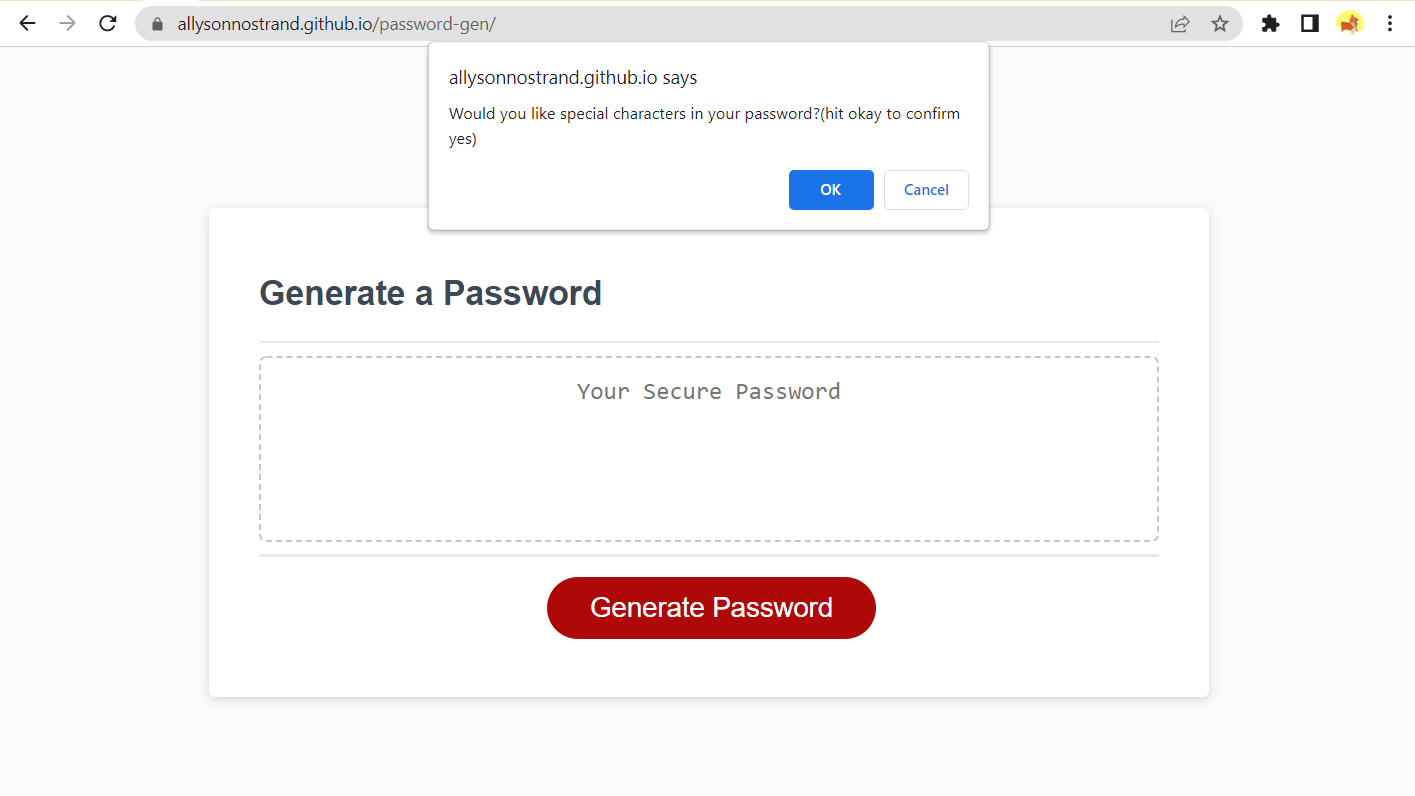 allysonnostrand.github.io/password-gen/
allysonnostrand.github.io says
Would you like special characters in your password?(hit okay to confirm
yes)
OK
Cancel
Generate a Password
Your Secure Password
Generate Password